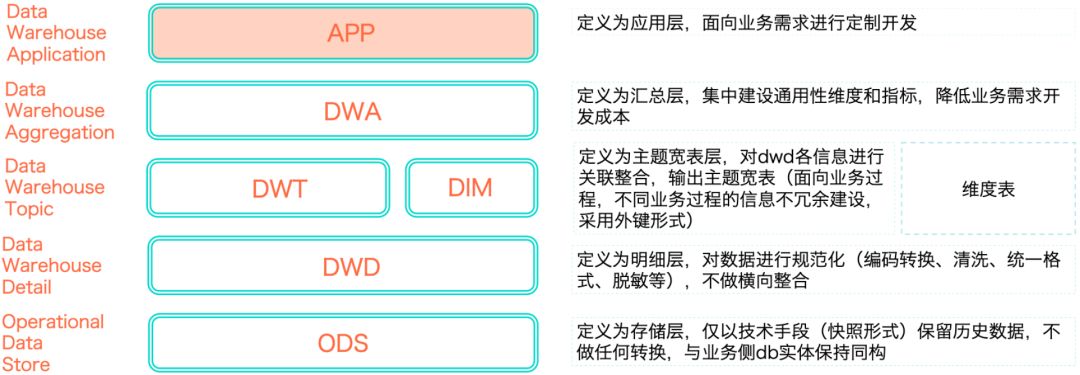 Data
Warehouse
Application
APP
定义为应用层，面向业务需求进行定制开发
Data
Warehouse
Aggregation
DWA
定义为汇总层，集中建设通用性维度和指标，降低业务需求开
发成本
Data
Warehouse
Topic
DWT
DIM
定义为主题宽表层，对dwd各信息进行
关联整合，输出主题宽表（面向业务过
程，不同业务过程的信息不冗余建设，
采用外键形式）
维度表
Data
Warehouse
Detail
DWD
定义为明细层，对数据进行规范化（编码转换、清洗、统一格
式、脱敏等），不做横向整合
Operational
Data
Store
ODS
定义为存储层，仅以技术手段（快照形式）保留历史数据，不
做任何转换，与业务侧db实体保持同构